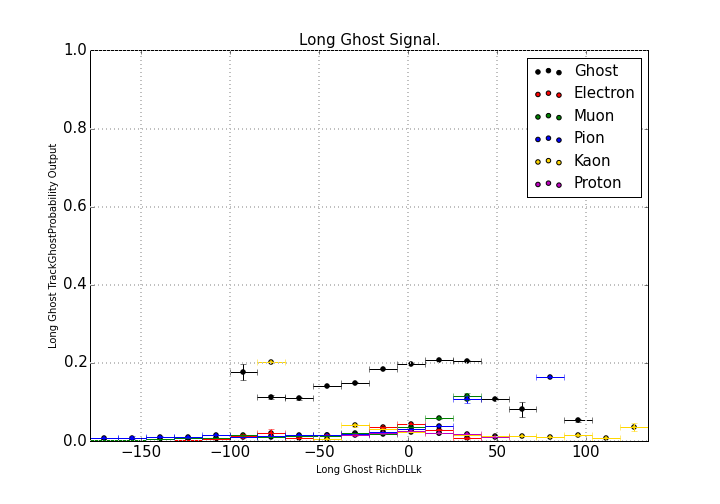 Long Ghost Signal.
1.0
0.8
0.6
0.4
0.2
0.0
Long Ghost TrackGhostProbability Output
Ghost
Electron
Muon
Pion
Kaon
Proton
−150 −100 −50 0 50 100
Long Ghost RichDLLk